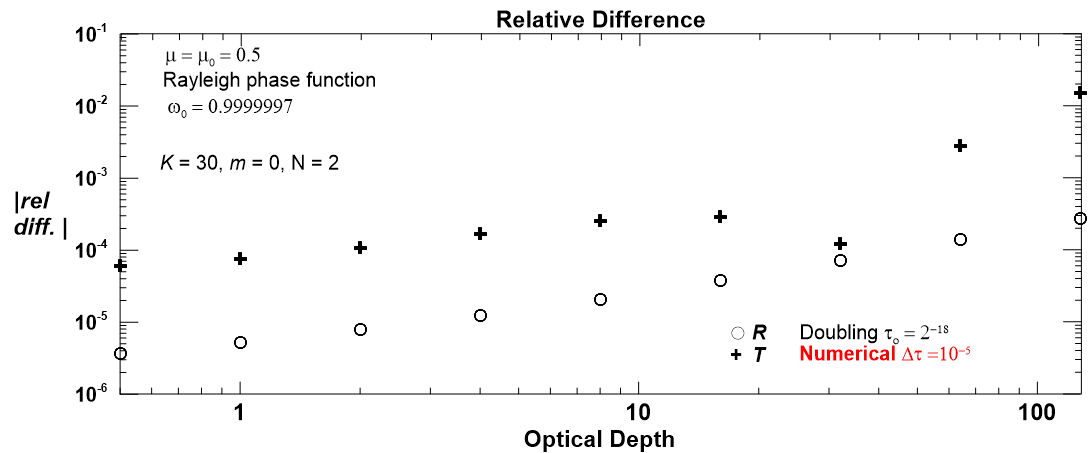 Relative Difference
10⁻¹
μ = μ₀ = 0.5
Rayleigh phase function
ω₀ = 0.9999997
10⁻²
K = 30, m = 0, N = 2
10⁻³
|rel
diff. |
10⁻⁴
10⁻⁵
R Doubling τₒ = 2⁻¹⁸
T Numerical Δτ =10⁻⁵
10⁻⁶
1 10 100
Optical Depth